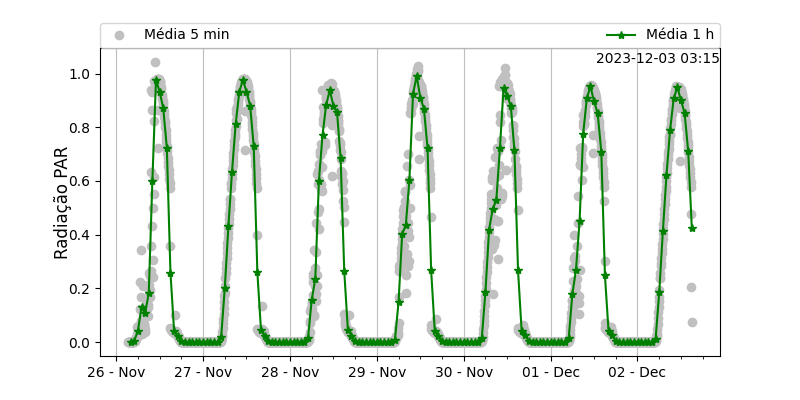 Média 5 min
Média 1 h
2023-12-03 03:15
Radiação PAR
1.0
0.8
0.6
0.4
0.2
0.0
26 - Nov
27 - Nov
28 - Nov
29 - Nov
30 - Nov
01 - Dec
02 - Dec